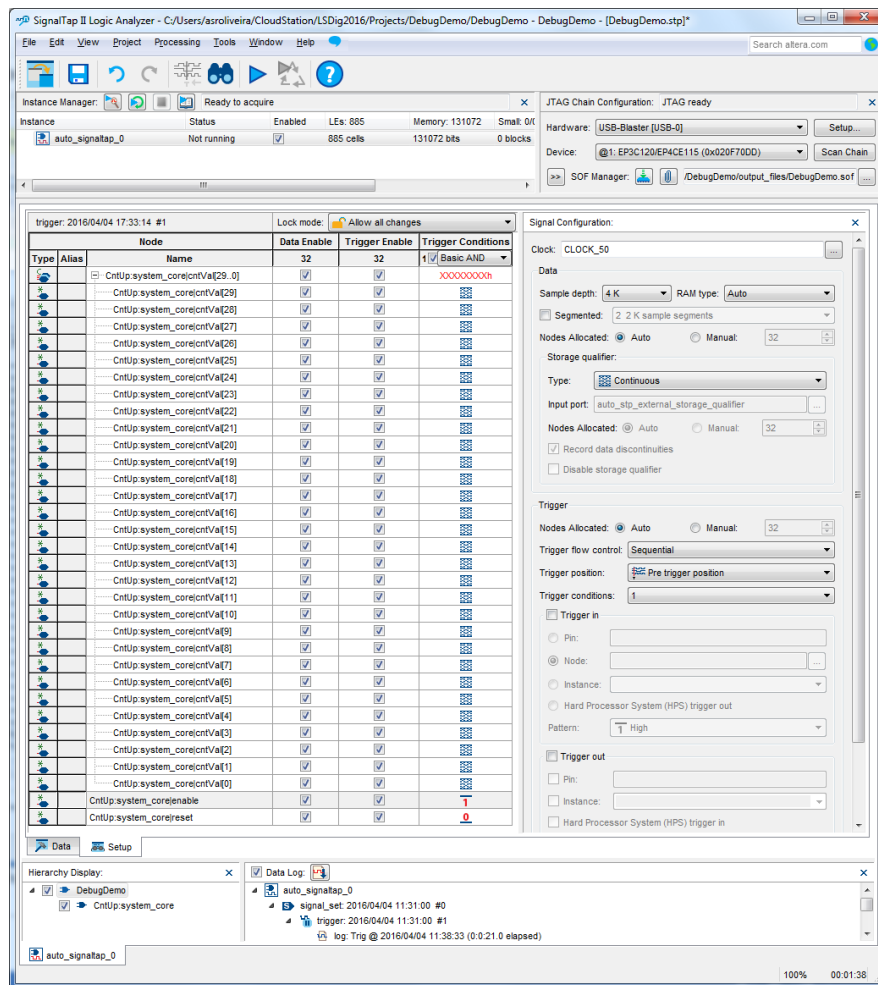 SignalTap II Logic Analyzer - C:/Users/asroliveira/CloudStation/LSDig2016/Projects/DebugDemo/DebugDemo - DebugDemo - [DebugDemo.stp]*
File Edit View Project Processing Tools Window Help
Search altera.com
Instance Manager: Ready to acquire
JTAG Chain Configuration: JTAG ready
Instance Status Enabled LEs: 885 Memory: 131072 Small: 0/0
auto_signaltap_0 Not running 885 cells 131072 bits 0 blocks
Hardware: USB-Blaster [USB-0] Setup...
Device: @1: EP3C120/EP4CE115 (0x020F70DD) Scan Chain
>> SOF Manager: /DebugDemo/output_files/DebugDemo.sof ...
trigger: 2016/04/04 17:33:14 #1 Lock mode: Allow all changes
Node Data Enable Trigger Enable Trigger Conditions
Type Alias Name 32 32 1 Basic AND
CntUp:system_core|cntVal[29..0] XXXXXXXXh
CntUp:system_core|cntVal[29]
CntUp:system_core|cntVal[28]
CntUp:system_core|cntVal[27]
CntUp:system_core|cntVal[26]
CntUp:system_core|cntVal[25]
CntUp:system_core|cntVal[24]
CntUp:system_core|cntVal[23]
CntUp:system_core|cntVal[22]
CntUp:system_core|cntVal[21]
CntUp:system_core|cntVal[20]
CntUp:system_core|cntVal[19]
CntUp:system_core|cntVal[18]
CntUp:system_core|cntVal[17]
CntUp:system_core|cntVal[16]
CntUp:system_core|cntVal[15]
CntUp:system_core|cntVal[14]
CntUp:system_core|cntVal[13]
CntUp:system_core|cntVal[12]
CntUp:system_core|cntVal[11]
CntUp:system_core|cntVal[10]
CntUp:system_core|cntVal[9]
CntUp:system_core|cntVal[8]
CntUp:system_core|cntVal[7]
CntUp:system_core|cntVal[6]
CntUp:system_core|cntVal[5]
CntUp:system_core|cntVal[4]
CntUp:system_core|cntVal[3]
CntUp:system_core|cntVal[2]
CntUp:system_core|cntVal[1]
CntUp:system_core|cntVal[0]
CntUp:system_core|enable 1
CntUp:system_core|reset 0
Signal Configuration:
Clock: CLOCK_50 ...
Data
Sample depth: 4 K RAM type: Auto
Segmented: 2 2 K sample segments
Nodes Allocated: Auto Manual: 32
Storage qualifier:
Type: Continuous
Input port: auto_stp_external_storage_qualifier ...
Nodes Allocated: Auto Manual: 32
Record data discontinuities
Disable storage qualifier
Trigger
Nodes Allocated: Auto Manual: 32
Trigger flow control: Sequential
Trigger position: Pre trigger position
Trigger conditions: 1
Trigger in
Pin:
Node: ...
Instance:
Hard Processor System (HPS) trigger out
Pattern: 1 High
Trigger out
Pin:
Instance:
Hard Processor System (HPS) trigger in
Data Setup
Hierarchy Display:
DebugDemo
CntUp:system_core
Data Log:
auto_signaltap_0
signal_set: 2016/04/04 11:31:00 #0
trigger: 2016/04/04 11:31:00 #1
log: Trig @ 2016/04/04 11:38:33 (0:0:21.0 elapsed)
auto_signaltap_0
100% 00:01:38